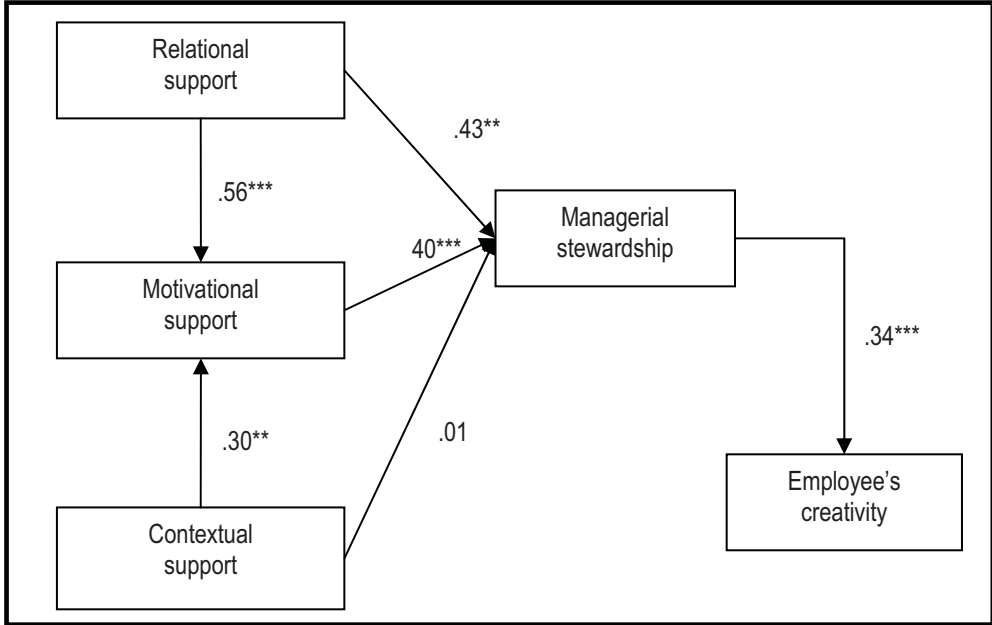 Relational
support
.43**
.56***
Managerial
stewardship
40***
Motivational
support
.34***
.30**
.01
Employee’s
creativity
Contextual
support